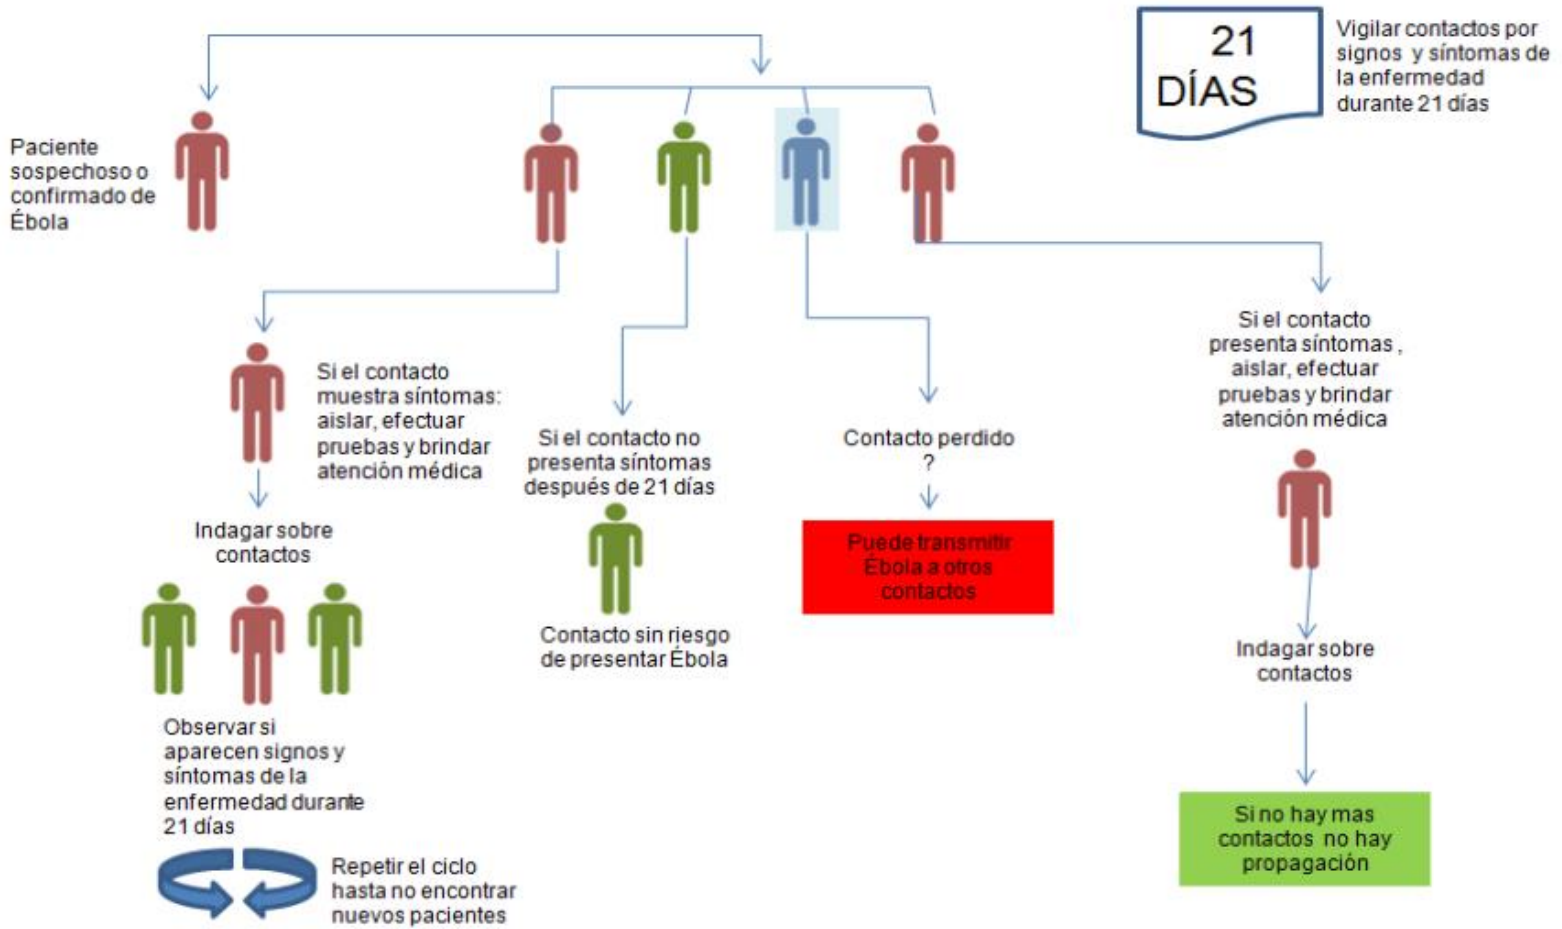 21
DÍAS
Vigilar contactos por
signos y síntomas de
la enfermedad
durante 21 días
Paciente
sospechoso o
confirmado de
Ébola
Si el contacto
muestra síntomas:
aislar, efectuar
pruebas y brindar
atención médica
Indagar sobre
contactos
Observar si
aparecen signos y
síntomas de la
enfermedad durante
21 días
Repetir el ciclo
hasta no encontrar
nuevos pacientes
Si el contacto no
presenta síntomas
después de 21 días
Contacto sin riesgo
de presentar Ébola
Contacto perdido
?
Puede transmitir
Ébola a otros
contactos
Si el contacto
presenta síntomas ,
aislar, efectuar
pruebas y brindar
atención médica
Indagar sobre
contactos
Si no hay mas
contactos no hay
propagación